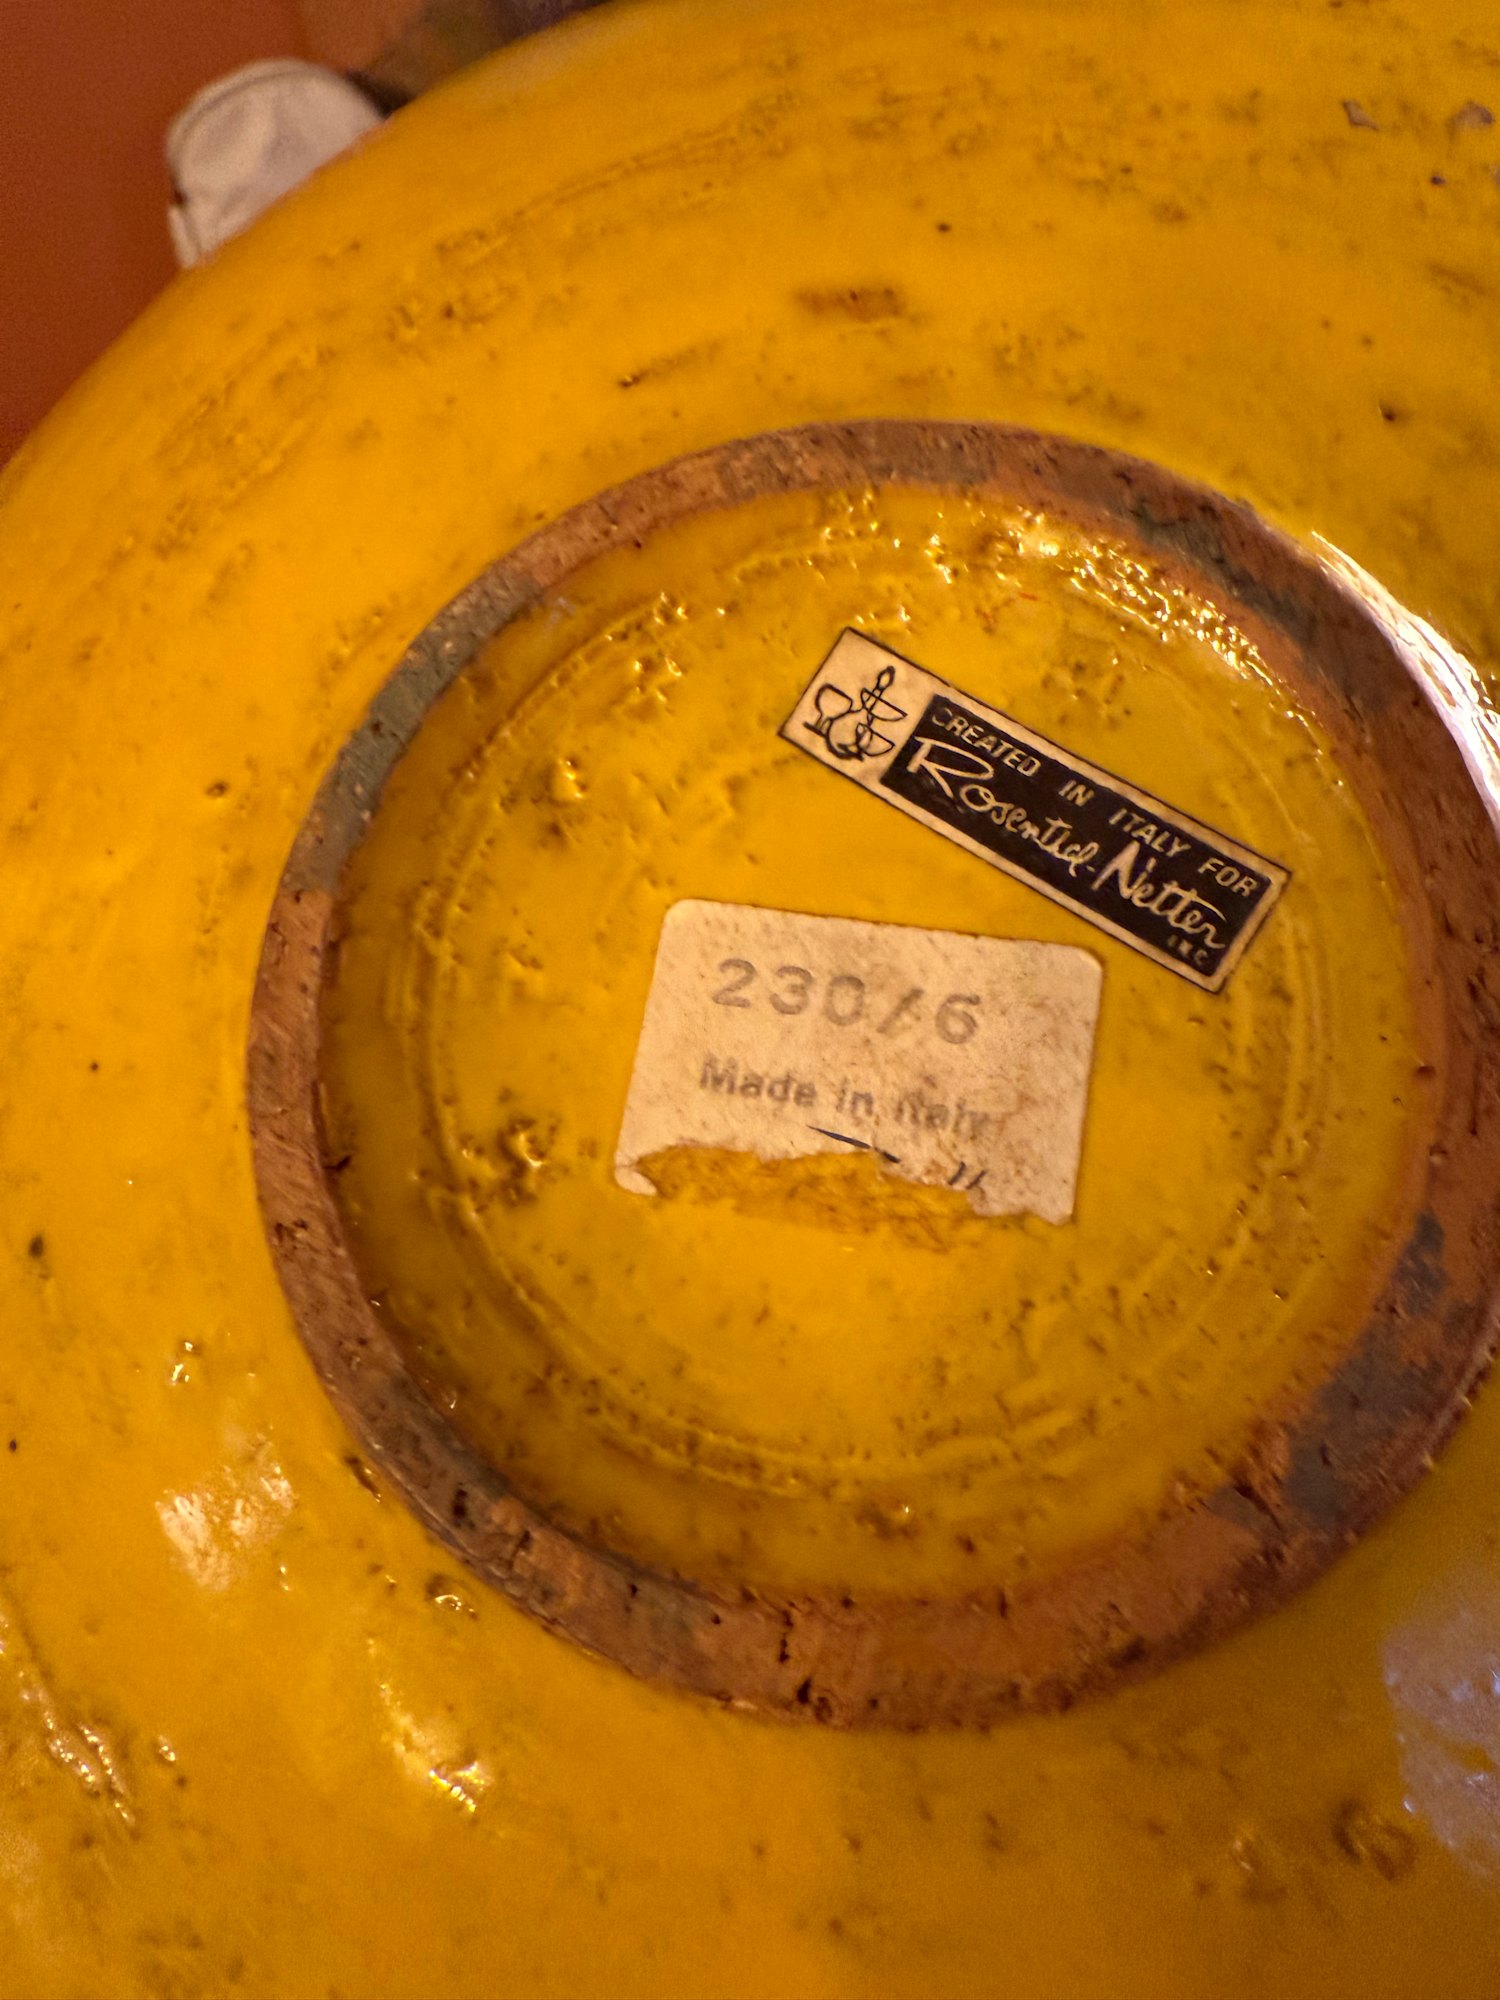 CREATED IN ITALY FOR
Rosenthal-Netter
INC
230/6
Made in Italy